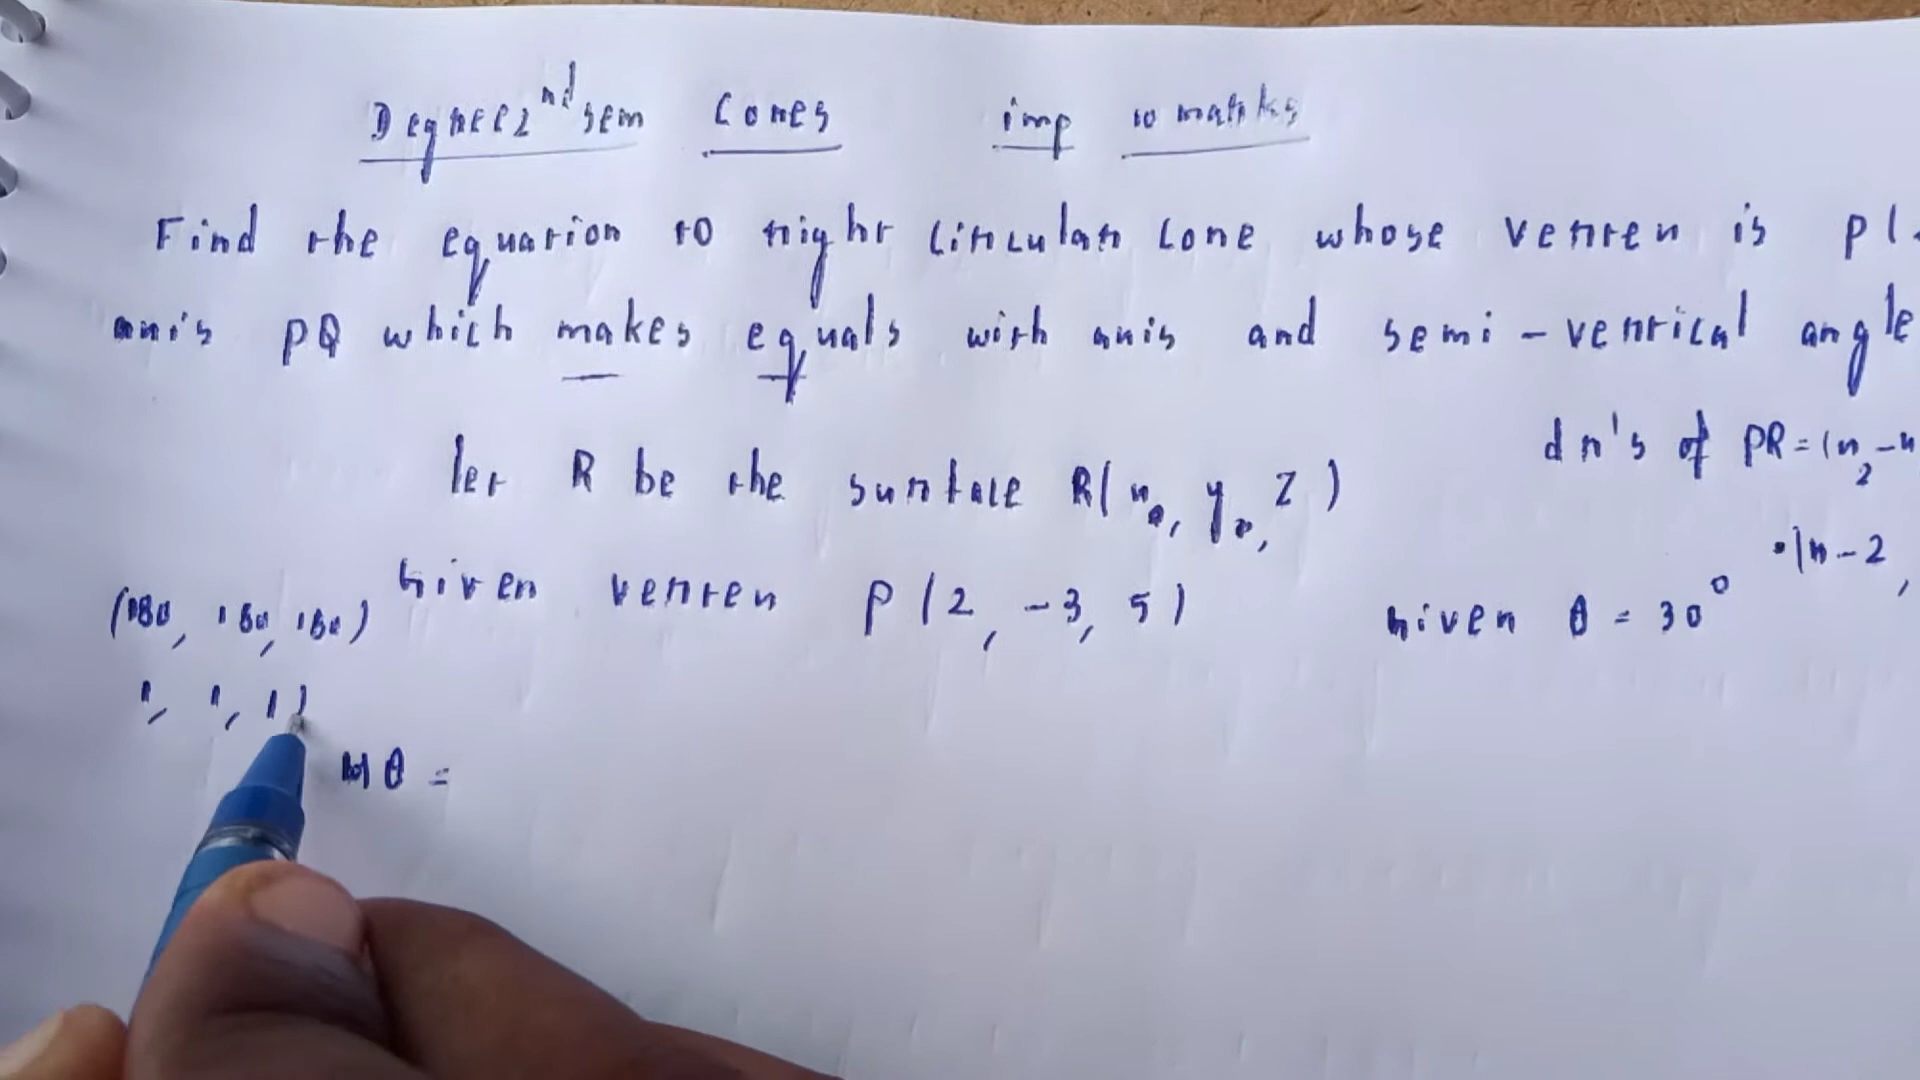 Degree 2nd sem Cones imp 10 marks
Find the equation to right circular cone whose vertex is P(2
axis PQ which makes equals with axis and semi-vertical angle
dr's of PR = (x2 - x
let R be the surface R(x, y, z)
(x - 2,
Given vertex P(2, -3, 5) Given θ = 30°
(180, 180, 180)
1, 1, 1)
cos θ =